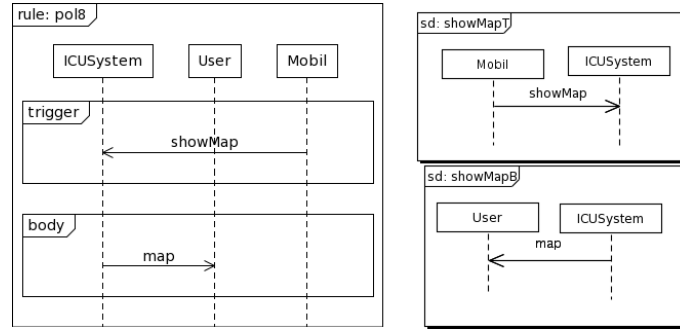 rule: pol8
ICUSystem User Mobil
trigger
showMap
body
map
sd: showMapT
Mobil ICUSystem
showMap
sd: showMapB
User ICUSystem
map